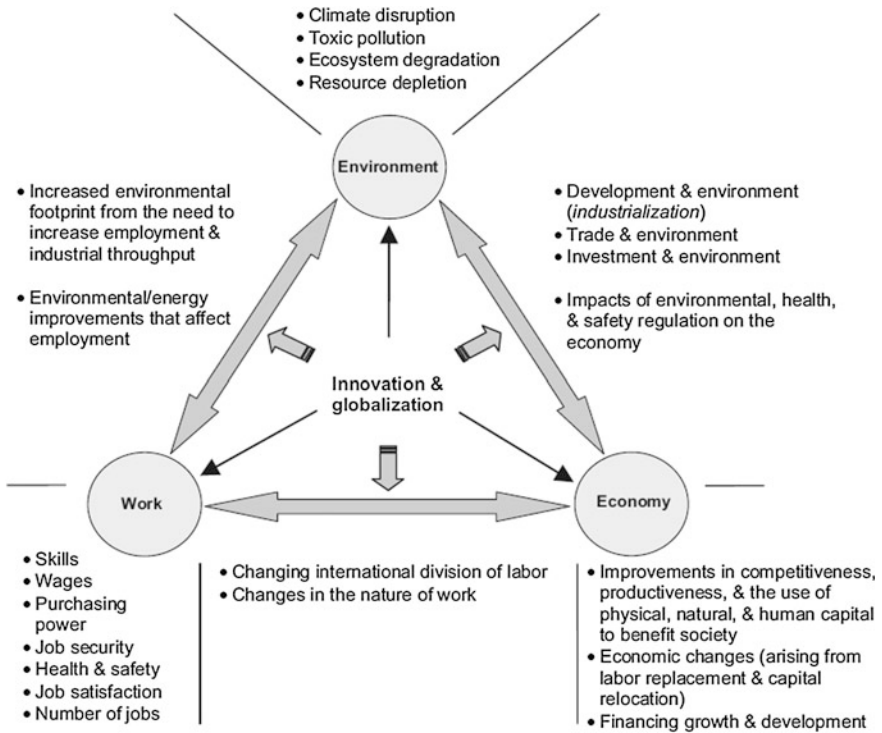 • Climate disruption
• Toxic pollution
• Ecosystem degradation
• Resource depletion
Environment
• Increased environmental
footprint from the need to
increase employment &
industrial throughput
• Environmental/energy
improvements that affect
employment
• Development & environment
(industrialization)
• Trade & environment
• Investment & environment
• Impacts of environmental, health,
& safety regulation on the
economy
Innovation &
globalization
Work
Economy
• Skills
• Wages
• Purchasing
power
• Job security
• Health & safety
• Job satisfaction
• Number of jobs
• Changing international division of labor
• Changes in the nature of work
• Improvements in competitiveness,
productiveness, & the use of
physical, natural, & human capital
to benefit society
• Economic changes (arising from
labor replacement & capital
relocation)
• Financing growth & development